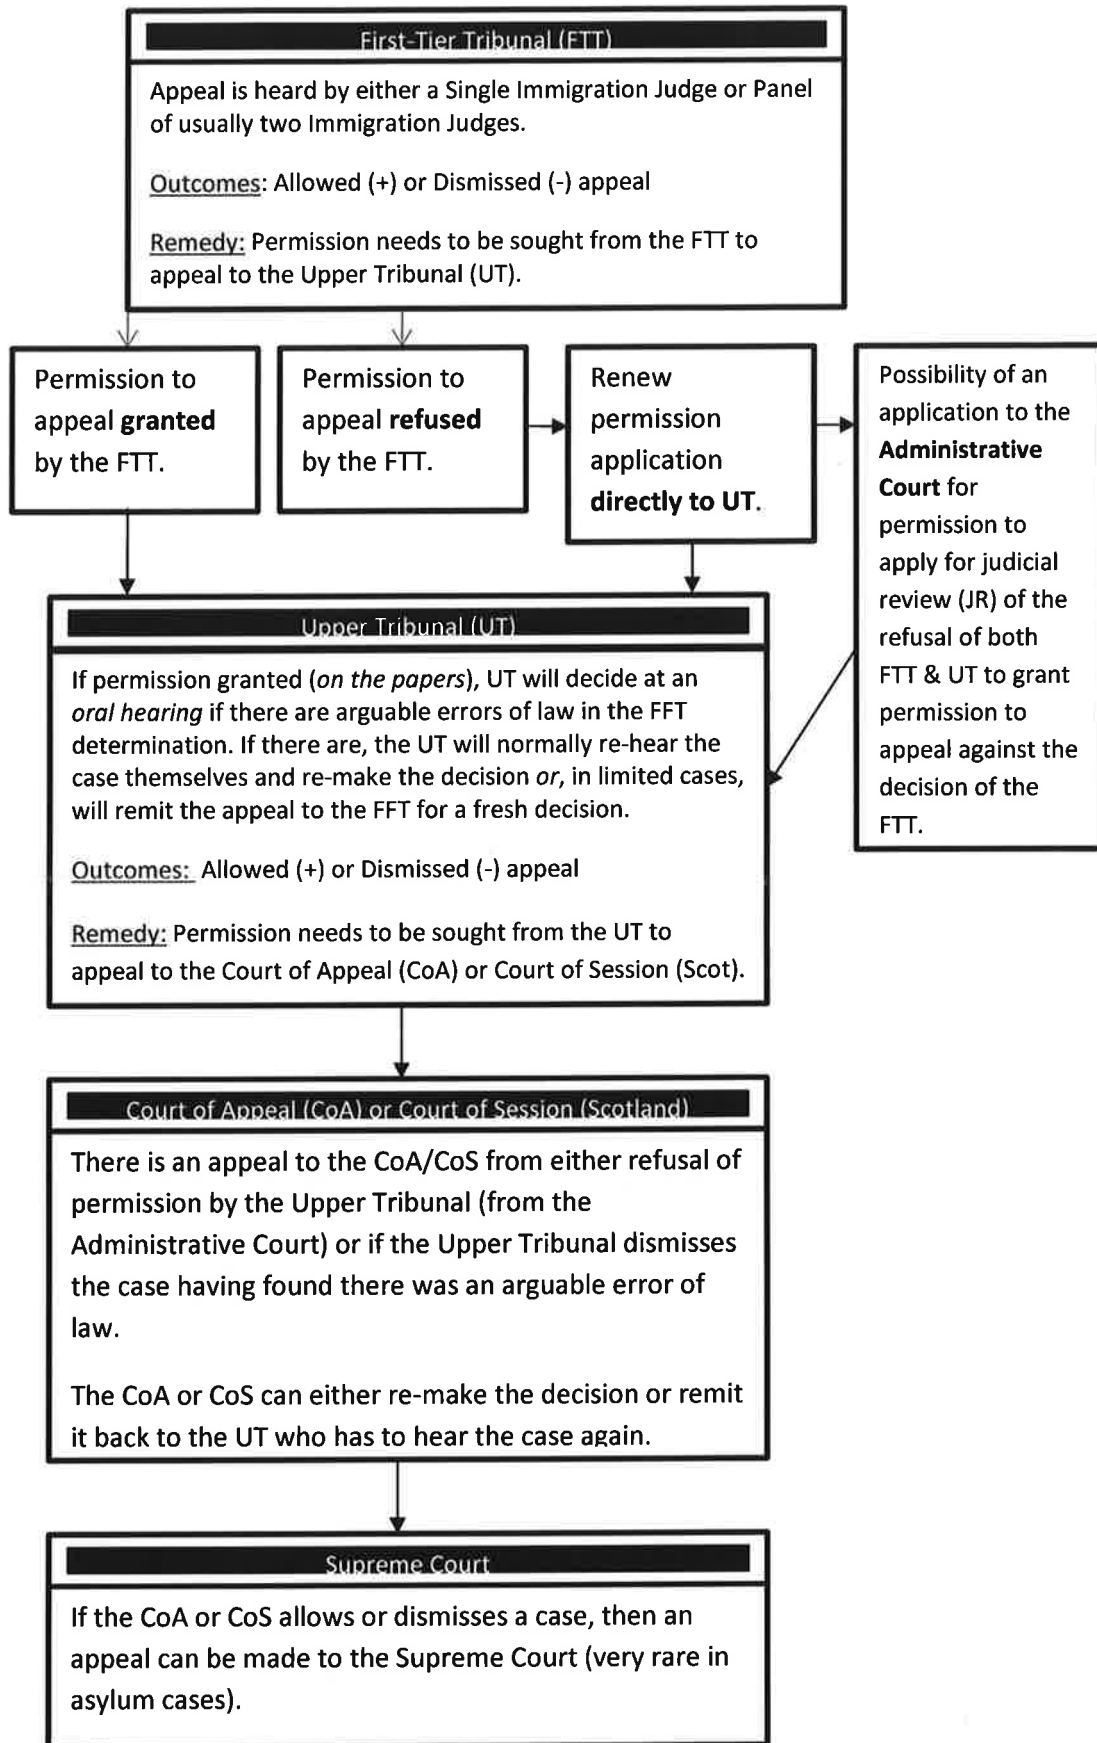 First-Tier Tribunal (FTT)
Appeal is heard by either a Single Immigration Judge or Panel
of usually two Immigration Judges.
Outcomes: Allowed (+) or Dismissed (-) appeal
Remedy: Permission needs to be sought from the FTT to
appeal to the Upper Tribunal (UT).
Permission to
appeal granted
by the FTT.
Permission to
appeal refused
by the FTT.
Renew
permission
application
directly to UT.
Possibility of an
application to the
Administrative
Court for
permission to
apply for judicial
review (JR) of the
refusal of both
FTT & UT to grant
permission to
appeal against the
decision of the
FTT.
Upper Tribunal (UT)
If permission granted (on the papers), UT will decide at an
oral hearing if there are arguable errors of law in the FFT
determination. If there are, the UT will normally re-hear the
case themselves and re-make the decision or, in limited cases,
will remit the appeal to the FFT for a fresh decision.
Outcomes: Allowed (+) or Dismissed (-) appeal
Remedy: Permission needs to be sought from the UT to
appeal to the Court of Appeal (CoA) or Court of Session (Scot).
Court of Appeal (CoA) or Court of Session (Scotland)
There is an appeal to the CoA/CoS from either refusal of
permission by the Upper Tribunal (from the
Administrative Court) or if the Upper Tribunal dismisses
the case having found there was an arguable error of
law.
The CoA or CoS can either re-make the decision or remit
it back to the UT who has to hear the case again.
Supreme Court
If the CoA or CoS allows or dismisses a case, then an
appeal can be made to the Supreme Court (very rare in
asylum cases).